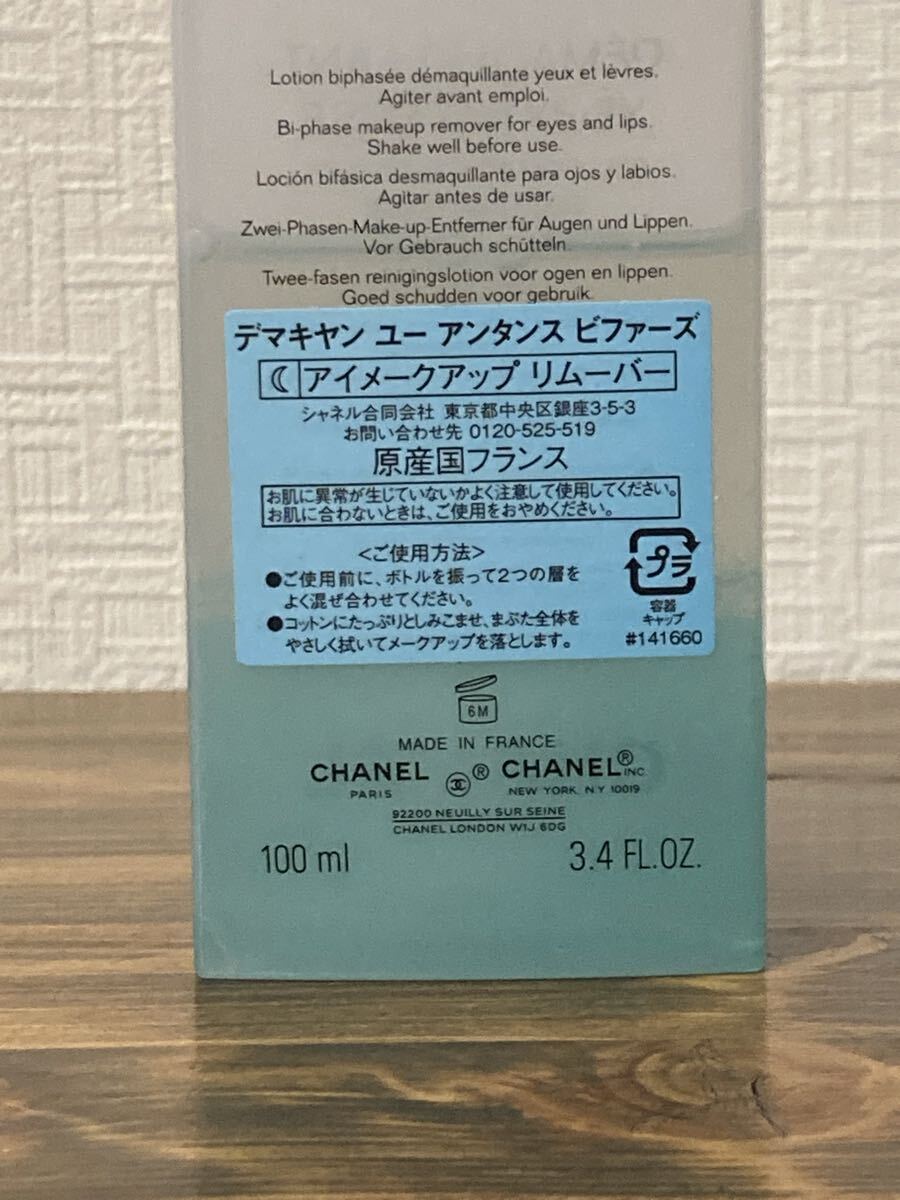 Lotion biphasée démaquillante yeux et lèvres.
Agiter avant emploi.
Bi-phase makeup remover for eyes and lips.
Shake well before use.
Loción bifásica desmaquillante para ojos y labios.
Agitar antes de usar.
Zwei-Phasen-Make-up-Entferner für Augen und Lippen.
Vor Gebrauch schütteln.
Twee-fasen reinigingslotion voor ogen en lippen.
Goed schudden voor gebruik.
デマキヤン ユー アンタンス ビファーズ
アイメークアップ リムーバー
シャネル合同会社 東京都中央区銀座3-5-3
お問い合わせ先 0120-525-519
原産国フランス
お肌に異常が生じていないかよく注意して使用してください。
お肌に合わないときは、ご使用をおやめください。
<ご使用方法>
●ご使用前に、ボトルを振って2つの層を
よく混ぜ合わせてください。
●コットンにたっぷりとしみこませ、まぶた全体を
やさしく拭いてメークアップを落とします。
プラ
容器
キャップ
#141660
6M
MADE IN FRANCE
CHANEL ® CHANEL® INC.
PARIS NEW YORK, NY 10019
92200 NEUILLY SUR SEINE
CHANEL LONDON W1J 6DG
100 ml 3.4 FL.OZ.